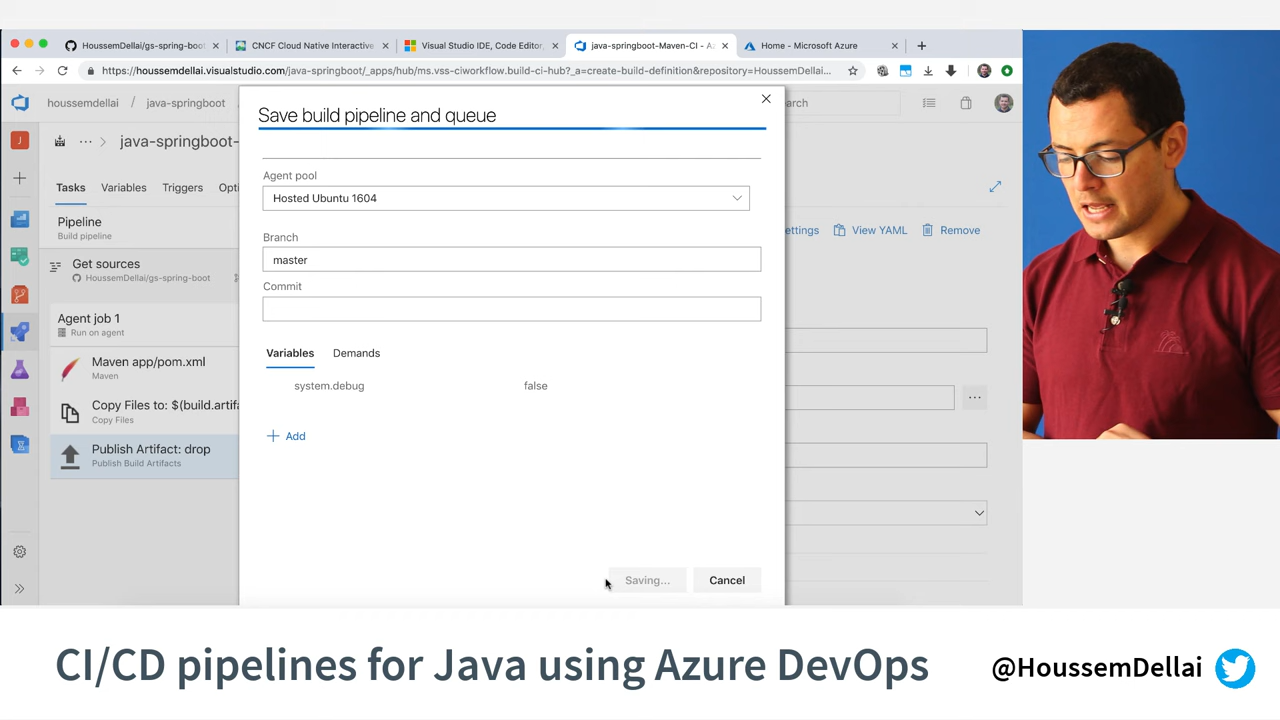 HoussemDellai/gs-spring-boot
CNCF Cloud Native Interactive
Visual Studio IDE, Code Editor,
java-springboot-Maven-CI - Az
Home - Microsoft Azure
https://houssemdellai.visualstudio.com/java-springboot/_apps/hub/ms.vss-ciworkflow.build-ci-hub?_a=create-build-definition&repository=HoussemDellai...
houssemdellai / java-springboot
J
Save build pipeline and queue
arch
... > java-springboot-
Tasks Variables Triggers Opti
Pipeline
Build pipeline
Get sources
HoussemDellai/gs-spring-boot
Agent job 1
Run on agent
Maven app/pom.xml
Maven
Copy Files to: $(build.artifa
Copy Files
Publish Artifact: drop
Publish Build Artifacts
Agent pool
Hosted Ubuntu 1604
Branch
master
Commit
Variables Demands
system.debug false
+ Add
Saving... Cancel
ettings View YAML Remove
...
CI/CD pipelines for Java using Azure DevOps
@HoussemDellai